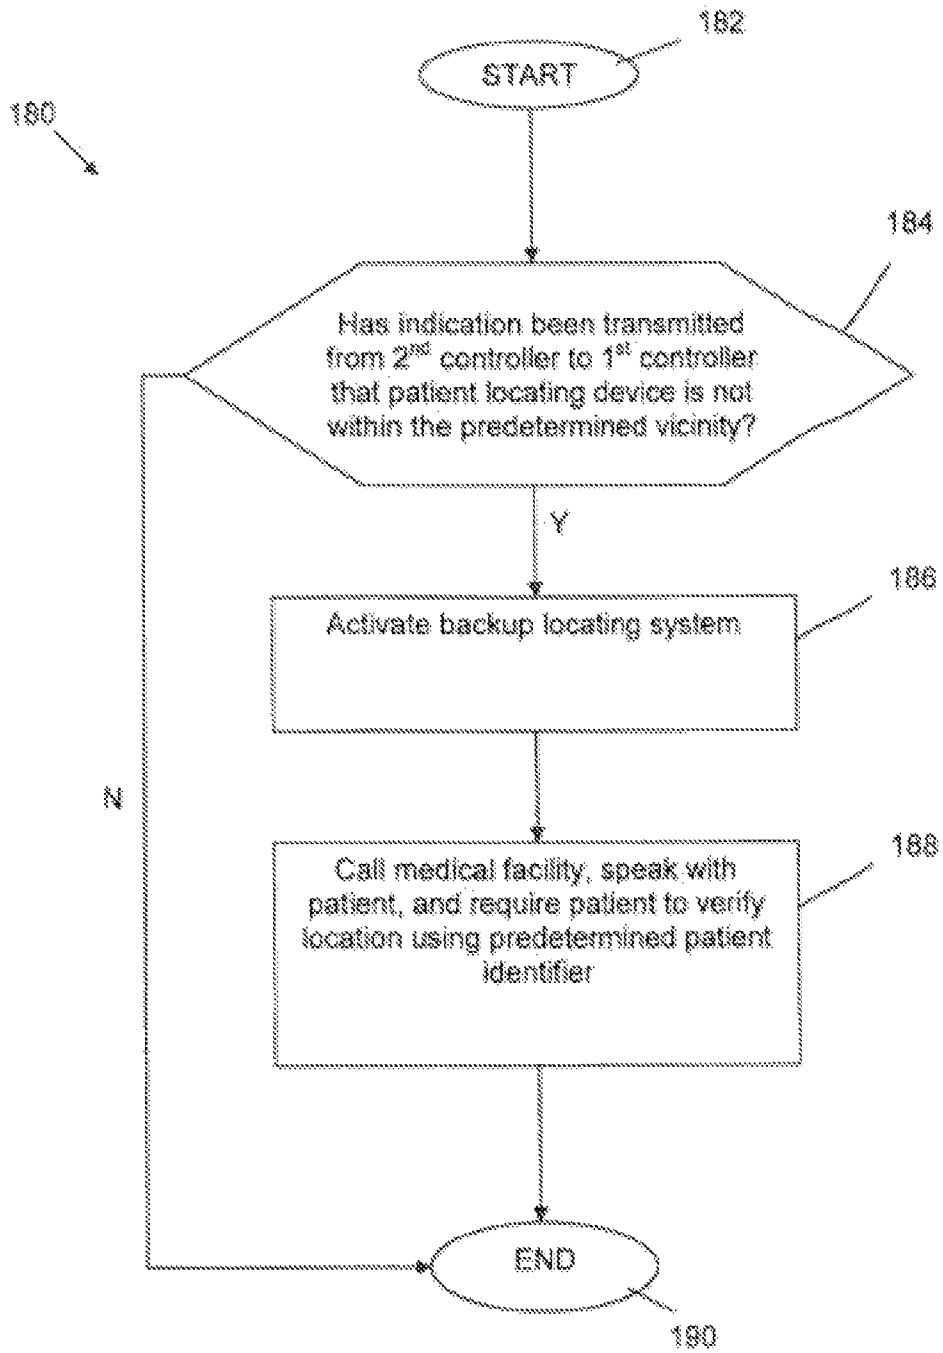 182
START
180
184
Has indication been transmitted
from 2nd controller to 1st controller
that patient locating device is not
within the predetermined vicinity?
Y
186
Activate backup locating system
N
188
Call medical facility, speak with
patient, and require patient to verify
location using predetermined patient
identifier
END
190